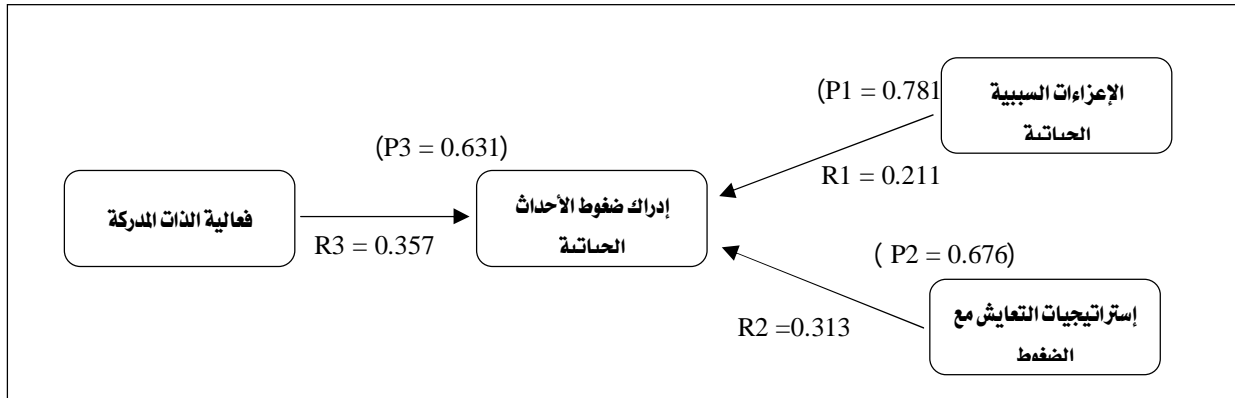 الإعزاءات السببية
الحياتية
(P1 = 0.781
R1 = 0.211
(P3 = 0.631)
إدراك ضغوط الأحداث
الحياتية
فعالية الذات المدركة
R3 = 0.357
( P2 = 0.676)
إستراتيجيات التعايش مع
الضغوط
R2 =0.313